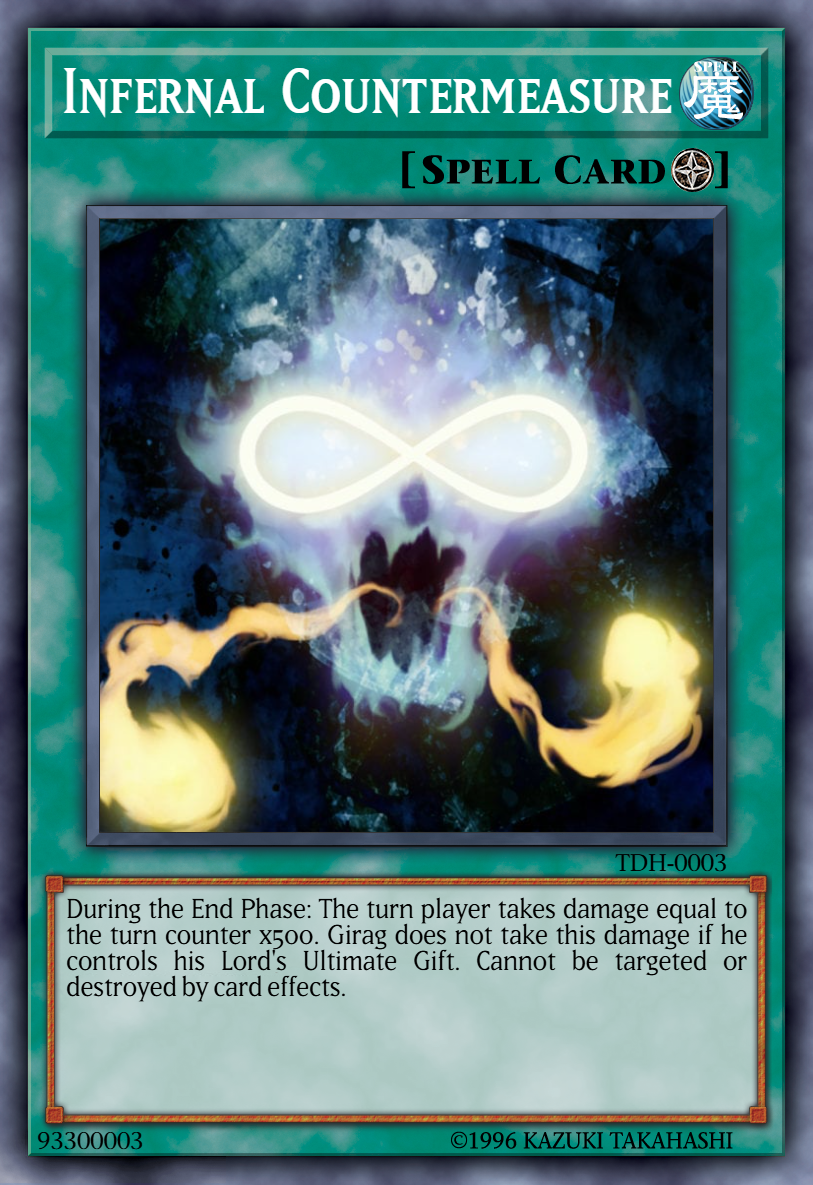 INFERNAL COUNTERMEASURE
SPELL
魔
[SPELL CARD]
TDH-0003
During the End Phase: The turn player takes damage equal to
the turn counter x500. Girag does not take this damage if he
controls his Lord's Ultimate Gift. Cannot be targeted or
destroyed by card effects.
93300003
©1996 KAZUKI TAKAHASHI